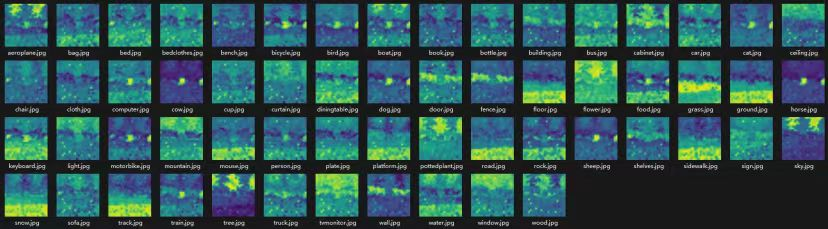 aeroplane.jpg bag.jpg bed.jpg bedclothes.jpg bench.jpg bicycle.jpg bird.jpg boat.jpg book.jpg bottle.jpg building.jpg bus.jpg cabinet.jpg car.jpg cat.jpg ceiling.jpg
chair.jpg cloth.jpg computer.jpg cow.jpg cup.jpg curtain.jpg diningtable.jpg dog.jpg door.jpg fence.jpg floor.jpg flower.jpg food.jpg grass.jpg ground.jpg horse.jpg
keyboard.jpg light.jpg motorbike.jpg mountain.jpg mouse.jpg person.jpg plate.jpg platform.jpg pottedplant.jpg road.jpg rock.jpg sheep.jpg shelves.jpg sidewalk.jpg sign.jpg sky.jpg
snow.jpg sofa.jpg track.jpg train.jpg tree.jpg truck.jpg tvmonitor.jpg wall.jpg water.jpg window.jpg wood.jpg